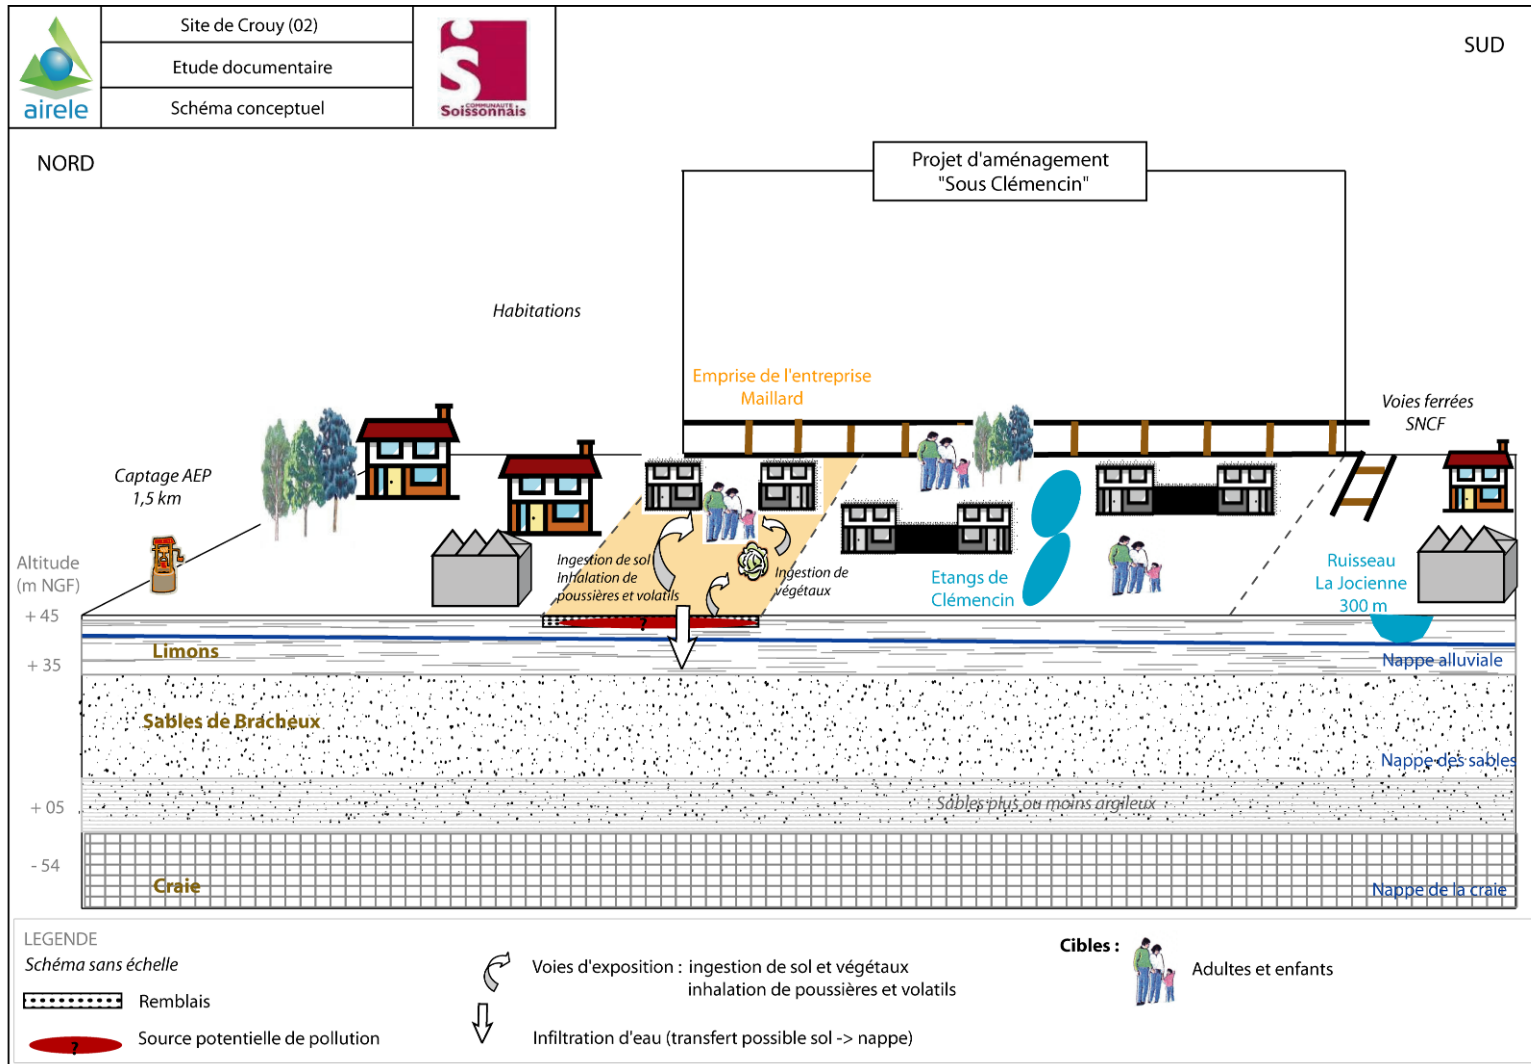 Site de Crouy (02)
Etude documentaire
Schéma conceptuel
airele
COMMUNAUTÉ
Soissonnais
SUD
NORD
Projet d'aménagement
"Sous Clémencin"
Habitations
Emprise de l'entreprise
Maillard
Voies ferrées
SNCF
Captage AEP
1,5 km
Altitude
(m NGF)
Ingestion de sol
Inhalation de
poussières et volatils
Ingestion de
végétaux
Etangs de
Clémencin
Ruisseau
La Jocienne
300 m
+ 45
?
Limons
+ 35
Nappe alluviale
Sables de Bracheux
Nappe des sables
+ 05
Sables plus ou moins argileux
- 54
Craie
Nappe de la craie
LEGENDE
Schéma sans échelle
Remblais
? Source potentielle de pollution
Voies d'exposition : ingestion de sol et végétaux
inhalation de poussières et volatils
Infiltration d'eau (transfert possible sol -> nappe)
Cibles :
Adultes et enfants